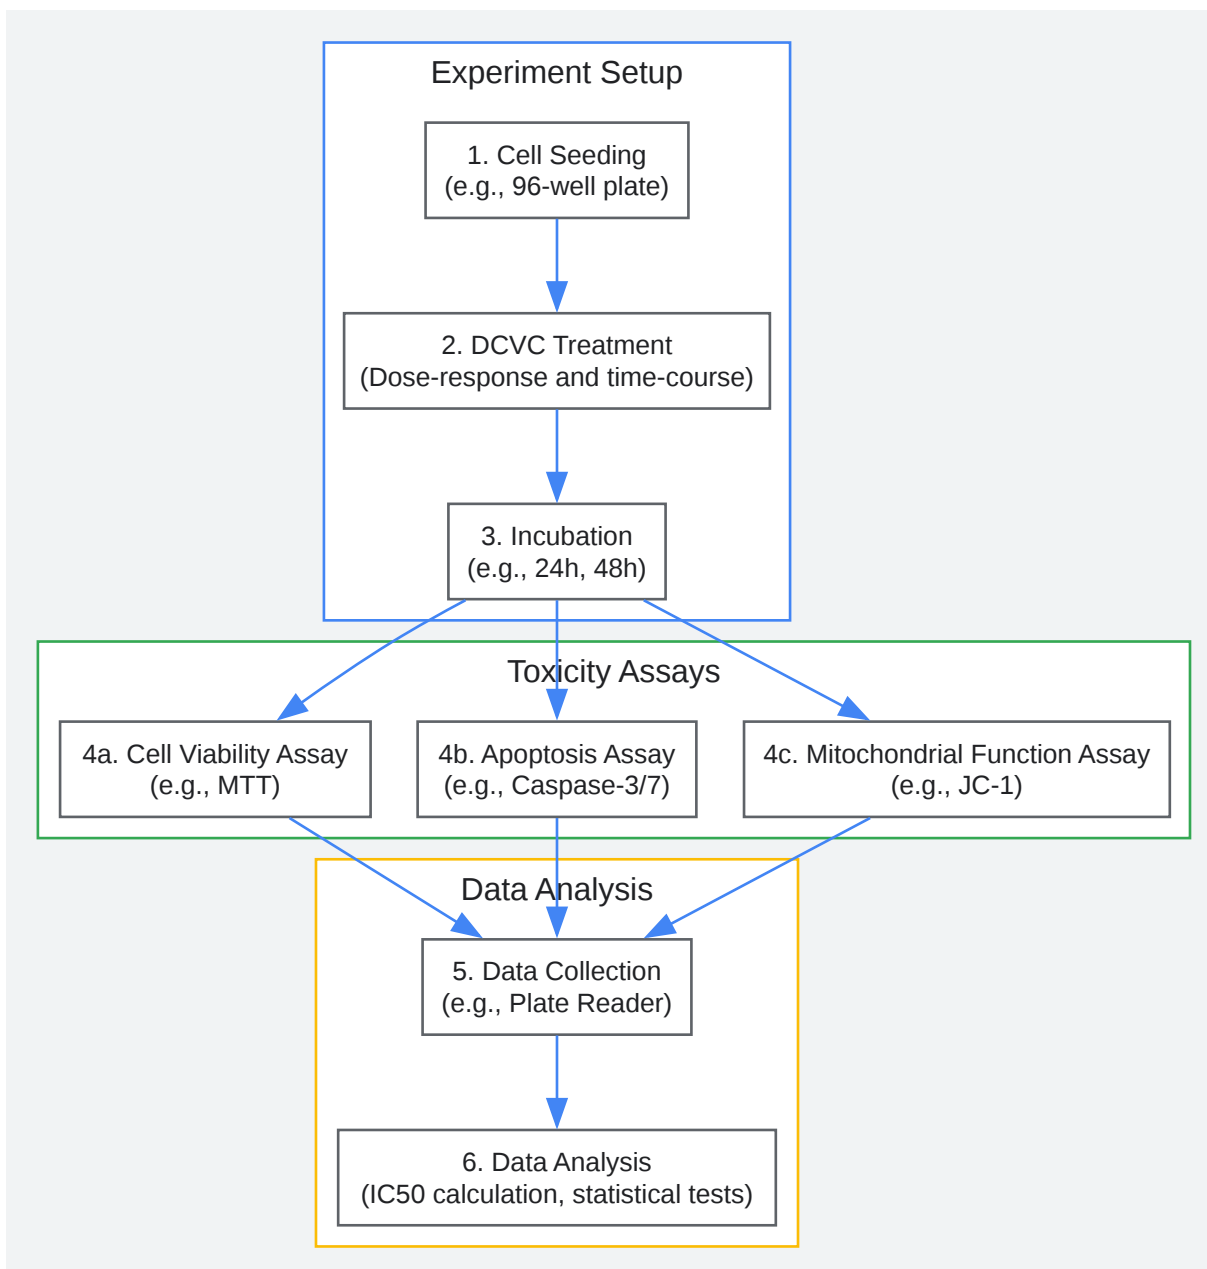 Experiment Setup
1. Cell Seeding
(e.g., 96-well plate)
2. DCVC Treatment
(Dose-response and time-course)
3. Incubation
(e.g., 24h, 48h)
Toxicity Assays
4a. Cell Viability Assay
(e.g., MTT)
4b. Apoptosis Assay
(e.g., Caspase-3/7)
4c. Mitochondrial Function Assay
(e.g., JC-1)
Data Analysis
5. Data Collection
(e.g., Plate Reader)
6. Data Analysis
(IC50 calculation, statistical tests)